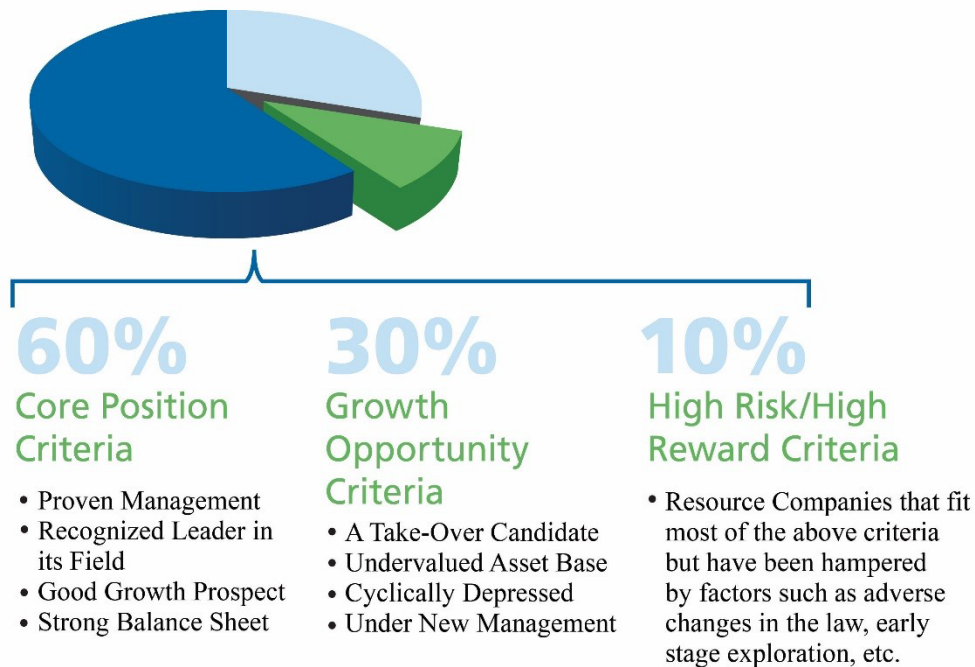 60%
Core Position
Criteria
• Proven Management
• Recognized Leader in
its Field
• Good Growth Prospect
• Strong Balance Sheet
30%
Growth
Opportunity
Criteria
• A Take-Over Candidate
• Undervalued Asset Base
• Cyclically Depressed
• Under New Management
10%
High Risk/High
Reward Criteria
• Resource Companies that fit
most of the above criteria
but have been hampered
by factors such as adverse
changes in the law, early
stage exploration, etc.